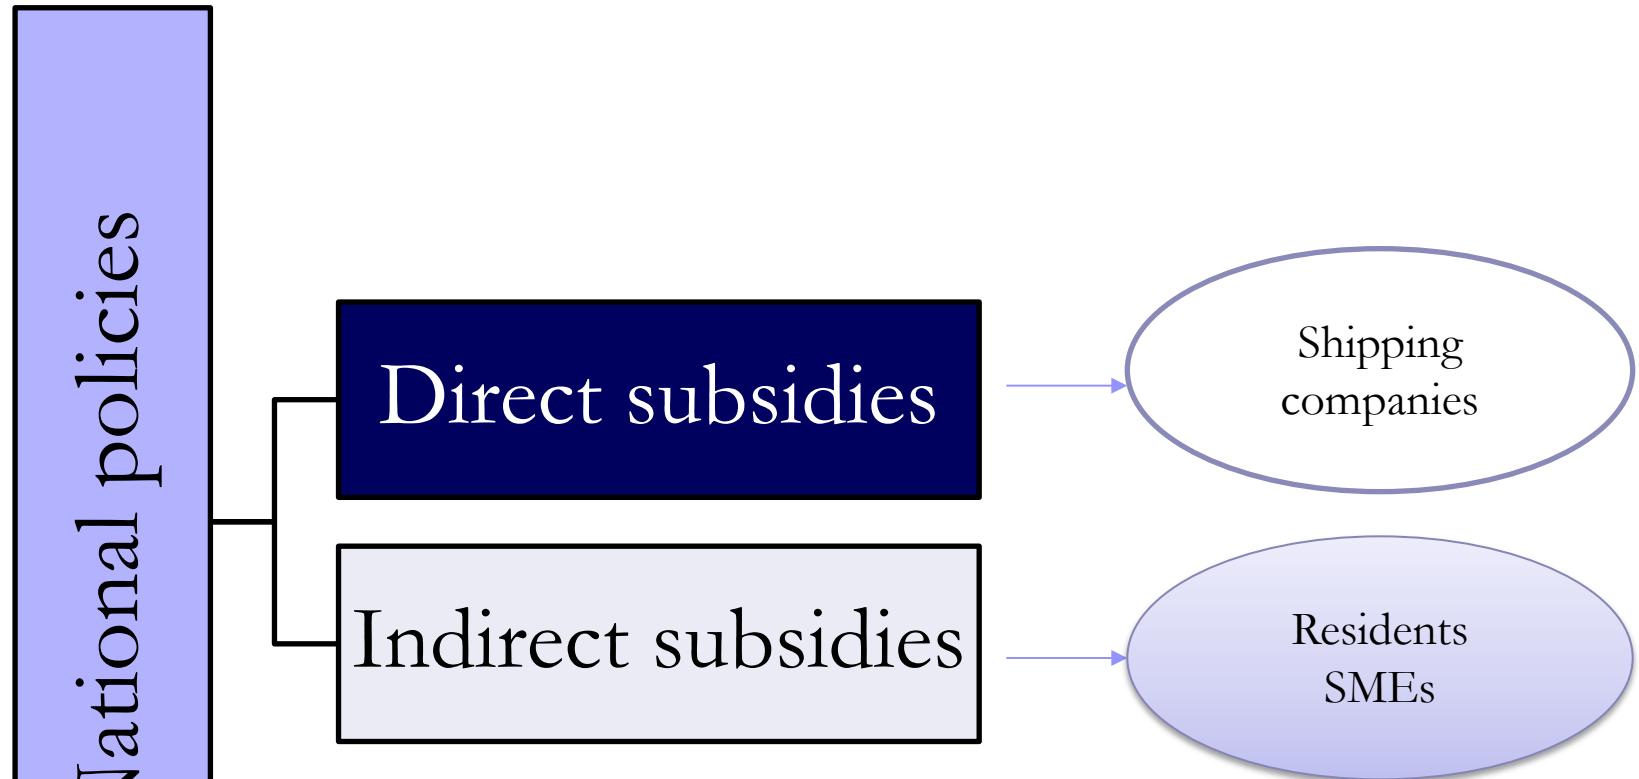 National policies
Direct subsidies
Shipping
companies
Indirect subsidies
Residents
SMEs